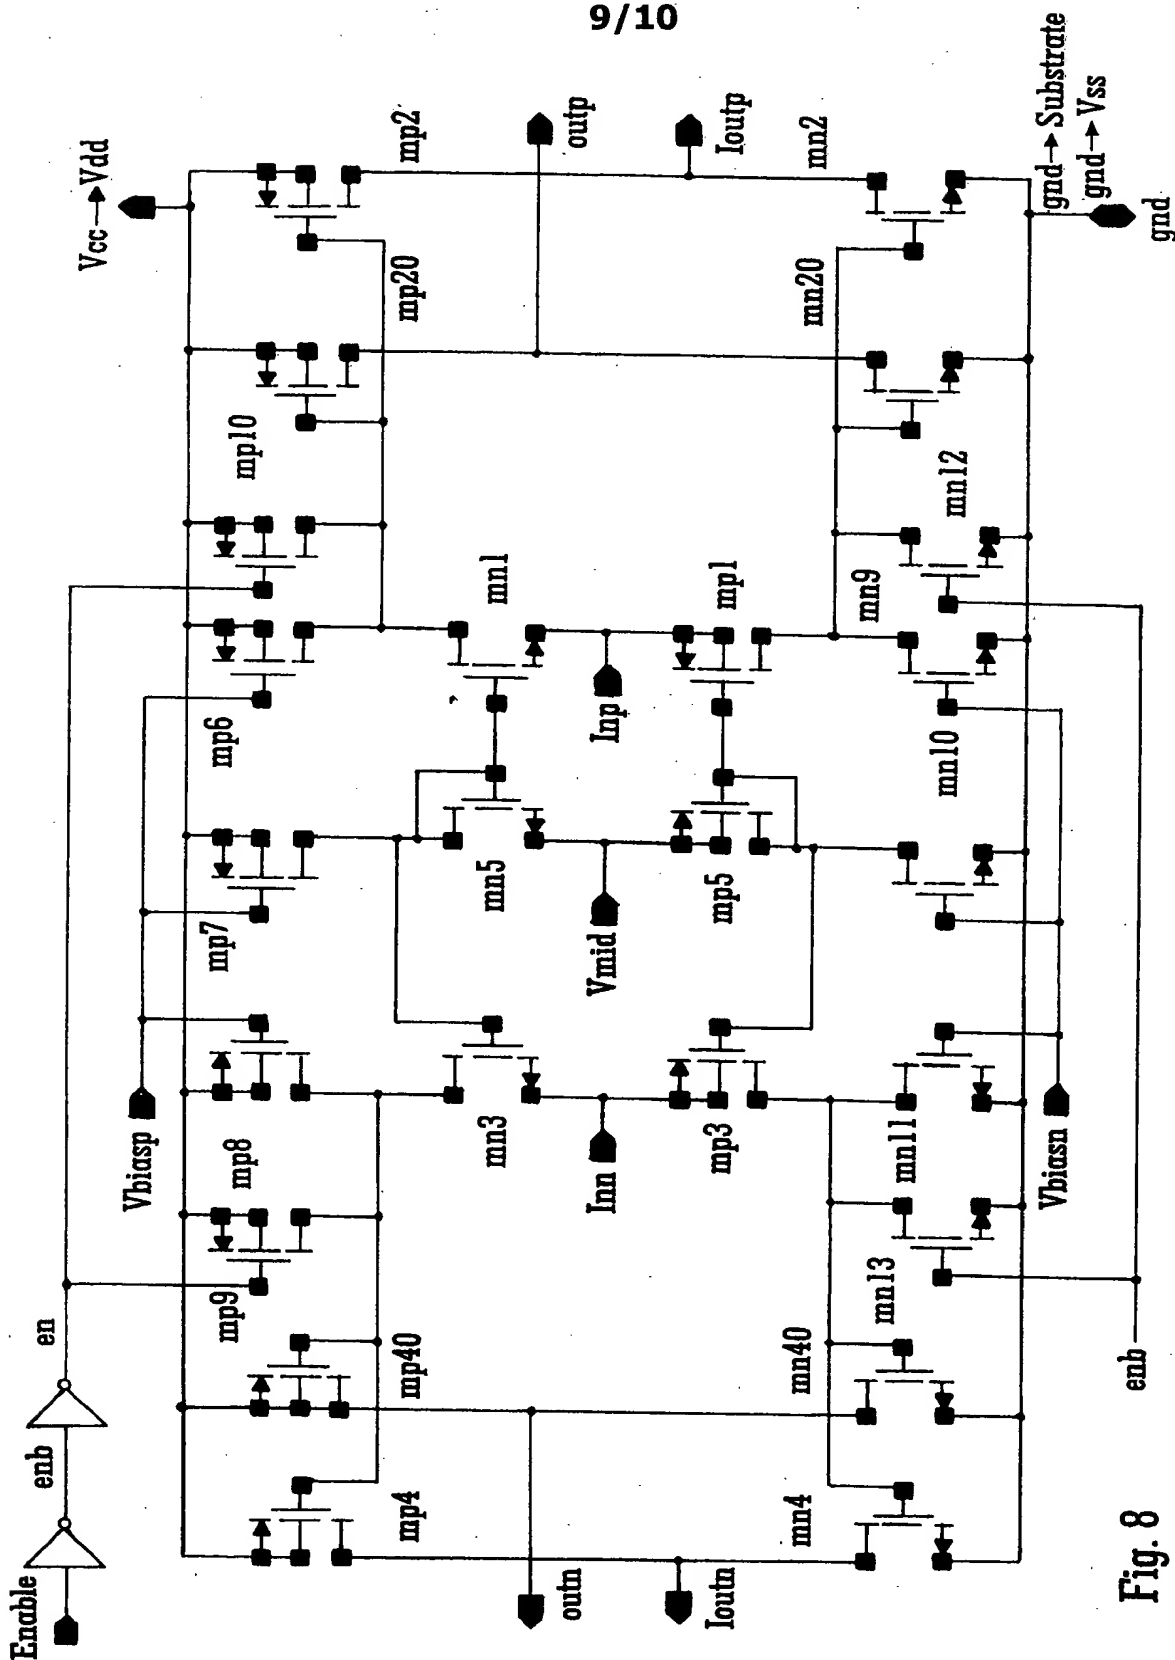 9/10
Enable
enb
en
Vcc→Vdd
Vbiasp
mp4
mp40
mp9
mp8
mp7
mp6
mp10
mp20
mp2
outn
Ioutn
Inn
mn3
mp3
Vmid
mn5
mp5
Inp
mn1
mp1
outp
Ioutp
mn4
mn40
mn13
mn11
mn10
mn9
mn12
mn20
mn2
enb
Vbiasn
gnd→Substrate
gnd→Vss
gnd
Fig. 8